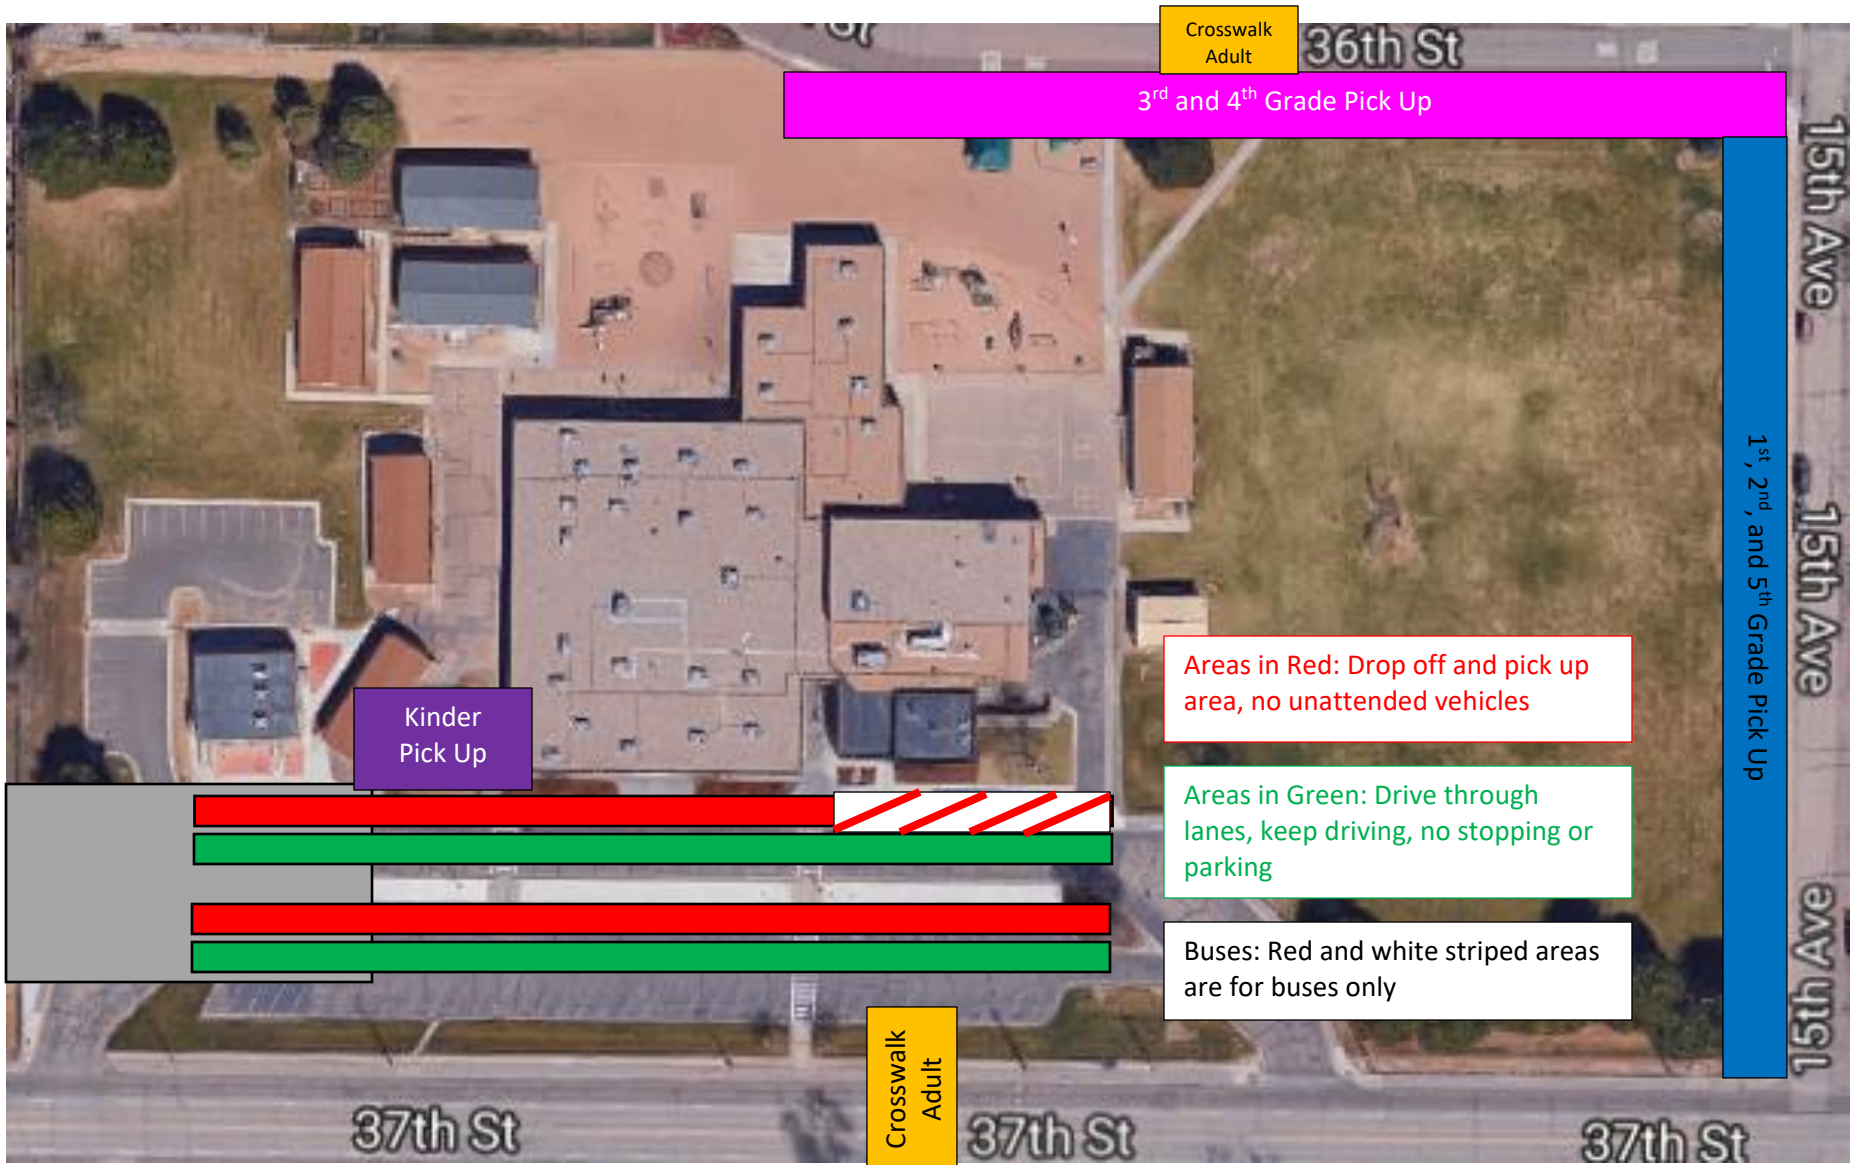 Crosswalk
Adult
36th St
St
3rd and 4th Grade Pick Up
15th Ave
1st, 2nd, and 5th Grade Pick Up
15th Ave
Areas in Red: Drop off and pick up
area, no unattended vehicles
Kinder
Pick Up
Areas in Green: Drive through
lanes, keep driving, no stopping or
parking
Buses: Red and white striped areas
are for buses only
15th Ave
Crosswalk
Adult
37th St
37th St
37th St